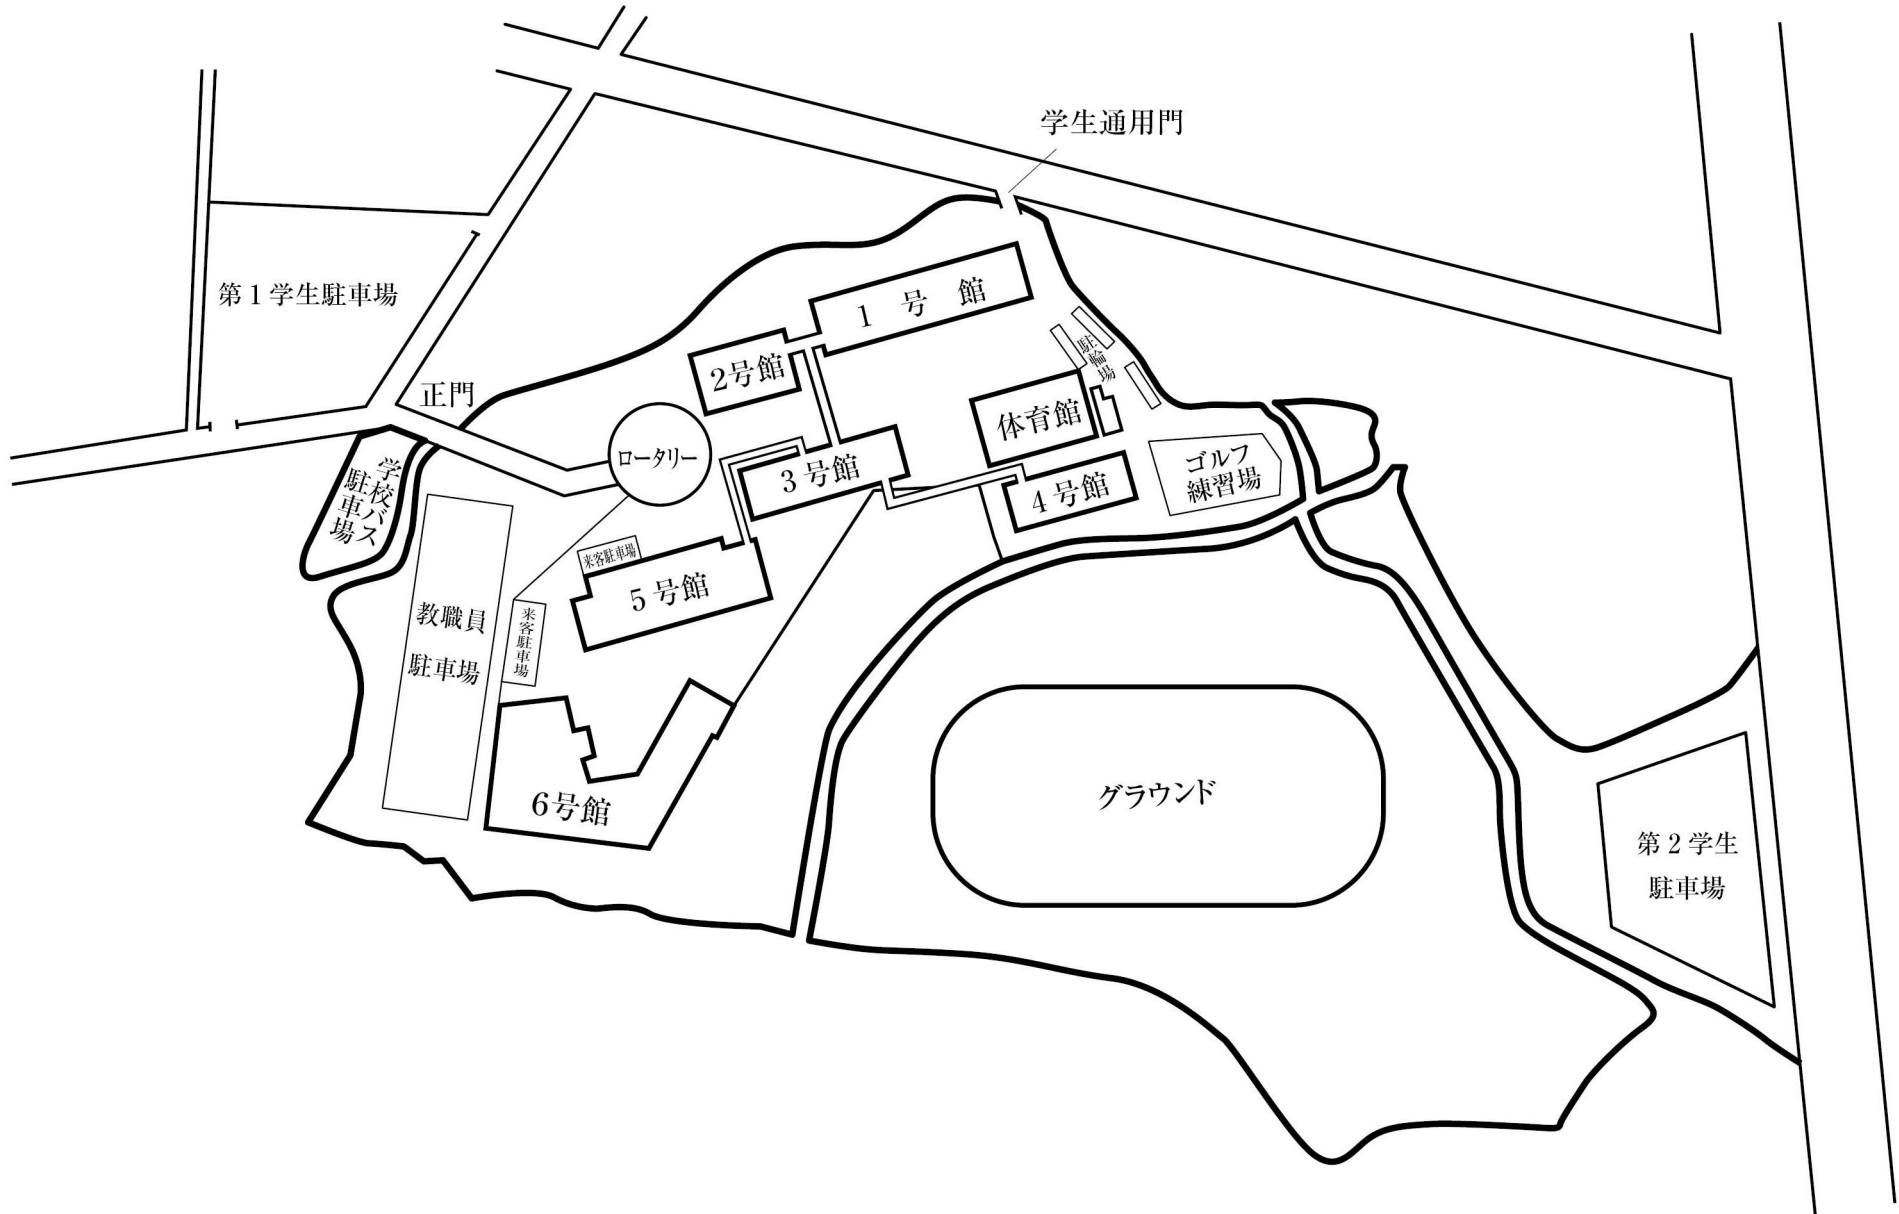 学生通用門
第1学生駐車場
1号館
2号館
駐輪場
正門
体育館
ロータリー
3号館
ゴルフ
練習場
4号館
学校バス
駐車場
来客駐車場
5号館
教職員
駐車場
来客駐車場
6号館
グラウンド
第2学生
駐車場